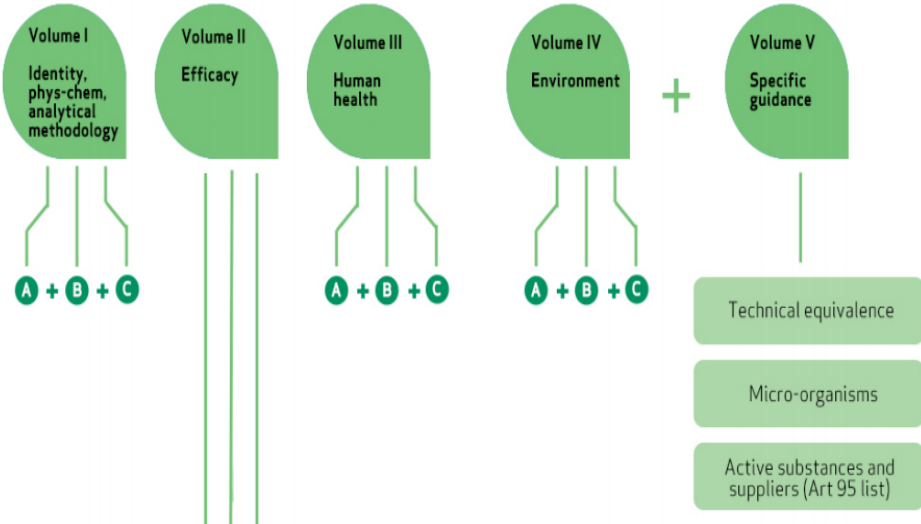 Volume I
Identity,
phys-chem,
analytical
methodology
Volume II
Efficacy
Volume III
Human
health
Volume IV
Environment
+
Volume V
Specific
guidance
A + B + C
A + B + C
A + B + C
Technical equivalence
Micro-organisms
Active substances and
suppliers (Art 95 list)